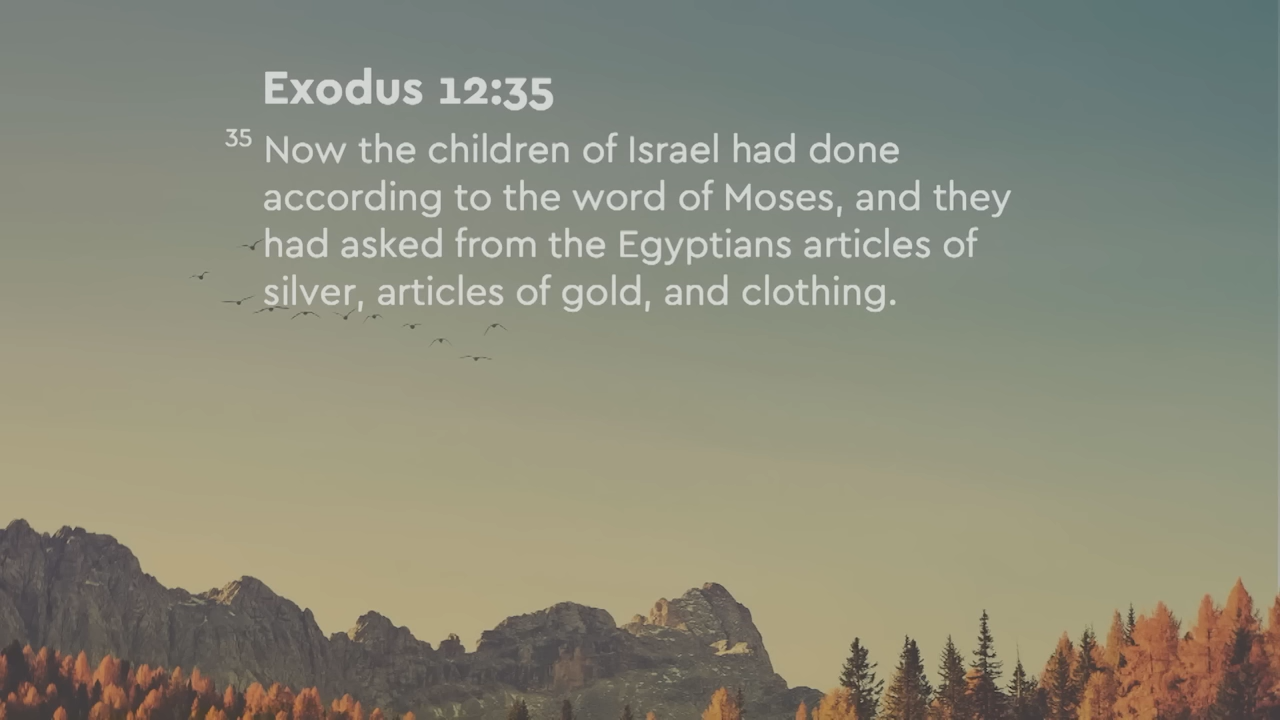 Exodus 12:35
35 Now the children of Israel had done
according to the word of Moses, and they
had asked from the Egyptians articles of
silver, articles of gold, and clothing.